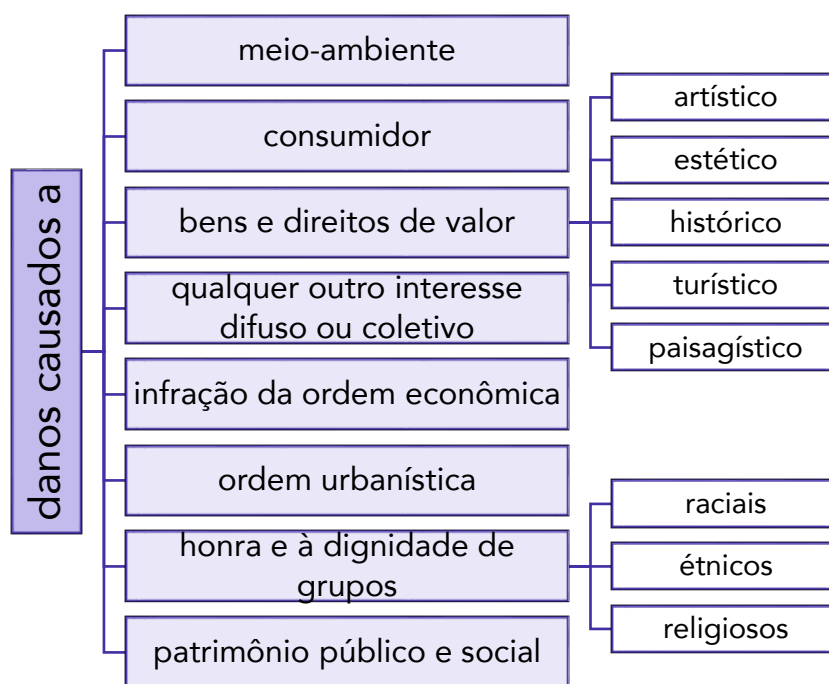 danos causados a
meio-ambiente
consumidor
bens e direitos de valor
artístico
estético
histórico
turístico
paisagístico
qualquer outro interesse
difuso ou coletivo
infração da ordem econômica
ordem urbanística
honra e à dignidade de
grupos
raciais
étnicos
religiosos
patrimônio público e social